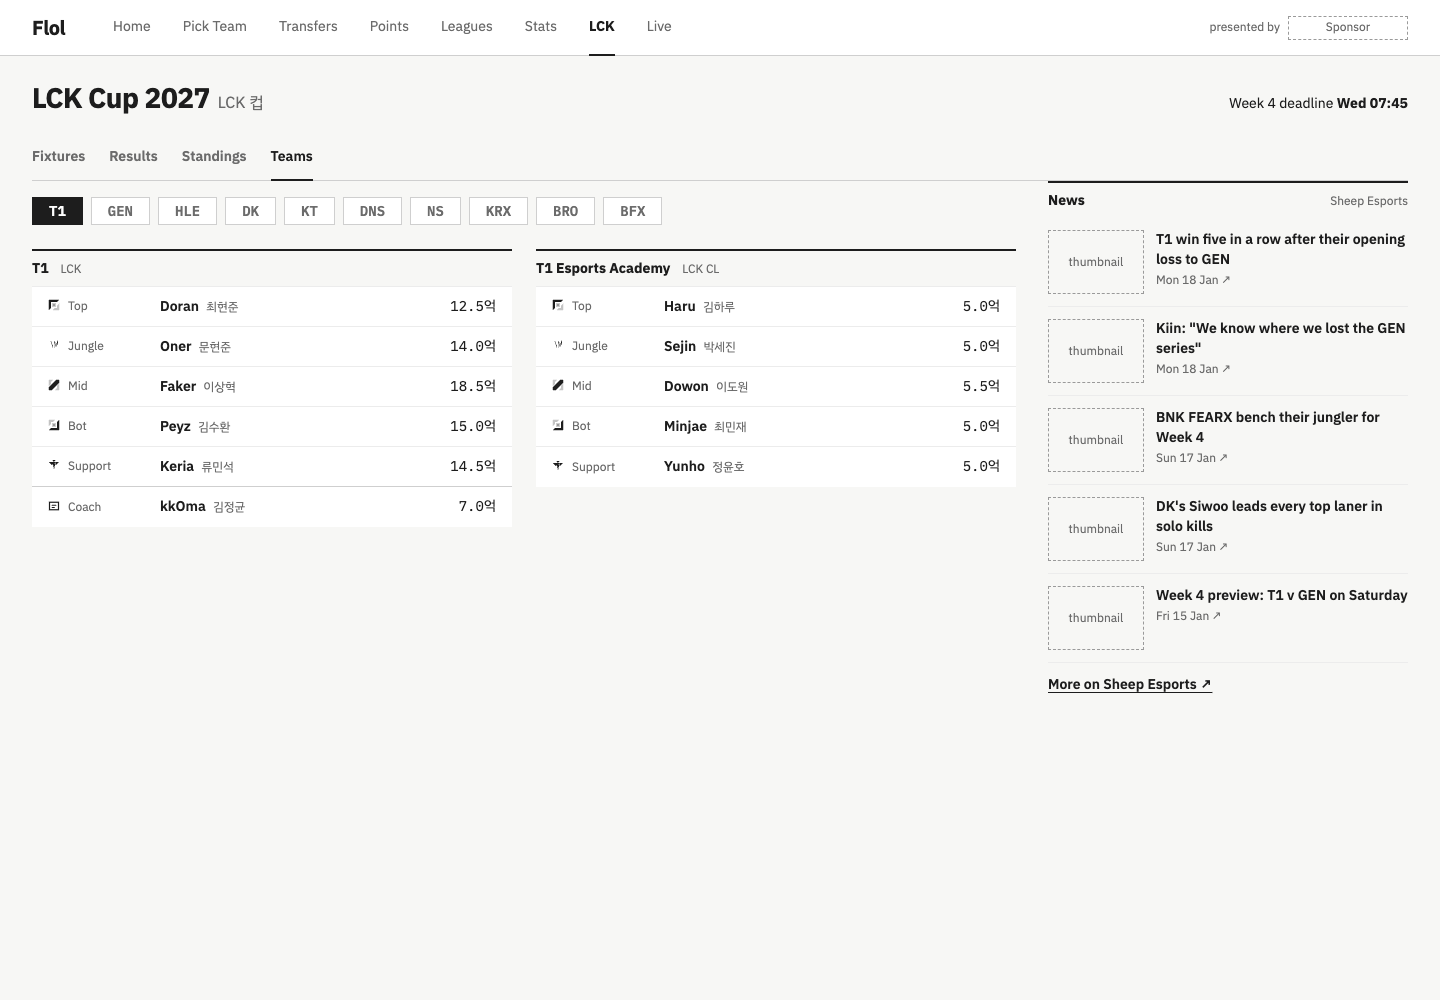 Flol
Home Pick Team Transfers Points Leagues Stats LCK Live
presented by Sponsor
LCK Cup 2027 LCK 컵
Week 4 deadline Wed 07:45
Fixtures Results Standings Teams
T1 GEN HLE DK KT DNS NS KRX BRO BFX
T1 LCK
Top Doran 최현준 12.5억
Jungle Oner 문현준 14.0억
Mid Faker 이상혁 18.5억
Bot Peyz 김수환 15.0억
Support Keria 류민석 14.5억
Coach kkOma 김정균 7.0억
T1 Esports Academy LCK CL
Top Haru 김하루 5.0억
Jungle Sejin 박세진 5.0억
Mid Dowon 이도원 5.5억
Bot Minjae 최민재 5.0억
Support Yunho 정윤호 5.0억
News Sheep Esports
thumbnail
T1 win five in a row after their opening
loss to GEN
Mon 18 Jan ↗
thumbnail
Kiin: "We know where we lost the GEN
series"
Mon 18 Jan ↗
thumbnail
BNK FEARX bench their jungler for
Week 4
Sun 17 Jan ↗
thumbnail
DK's Siwoo leads every top laner in
solo kills
Sun 17 Jan ↗
thumbnail
Week 4 preview: T1 v GEN on Saturday
Fri 15 Jan ↗
More on Sheep Esports ↗